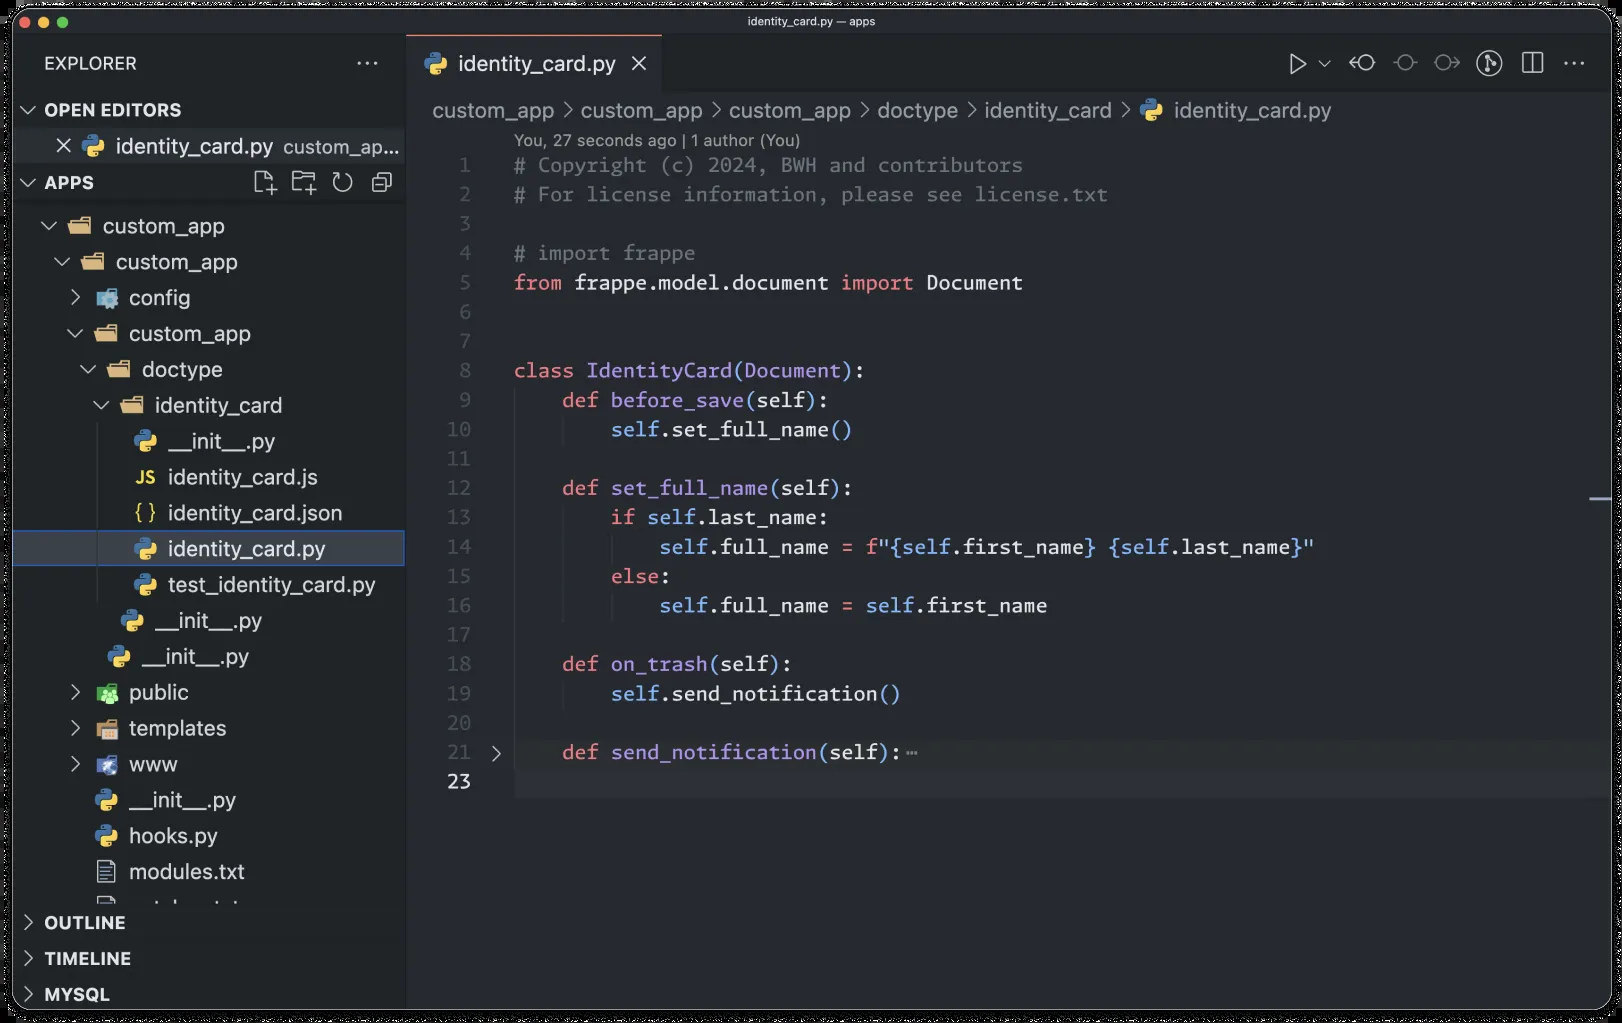 identity_card.py — apps
EXPLORER
OPEN EDITORS
identity_card.py custom_ap...
APPS
custom_app
custom_app
config
custom_app
doctype
identity_card
__init__.py
JS identity_card.js
{} identity_card.json
identity_card.py
test_identity_card.py
__init__.py
__init__.py
public
templates
www
__init__.py
hooks.py
modules.txt
OUTLINE
TIMELINE
MYSQL
identity_card.py
custom_app > custom_app > custom_app > doctype > identity_card > identity_card.py
You, 27 seconds ago | 1 author (You)
1 # Copyright (c) 2024, BWH and contributors
2 # For license information, please see license.txt
3
4 # import frappe
5 from frappe.model.document import Document
6
7
8 class IdentityCard(Document):
9     def before_save(self):
10         self.set_full_name()
11
12     def set_full_name(self):
13         if self.last_name:
14             self.full_name = f"{self.first_name} {self.last_name}"
15         else:
16             self.full_name = self.first_name
17
18     def on_trash(self):
19         self.send_notification()
20
21     def send_notification(self):…
23